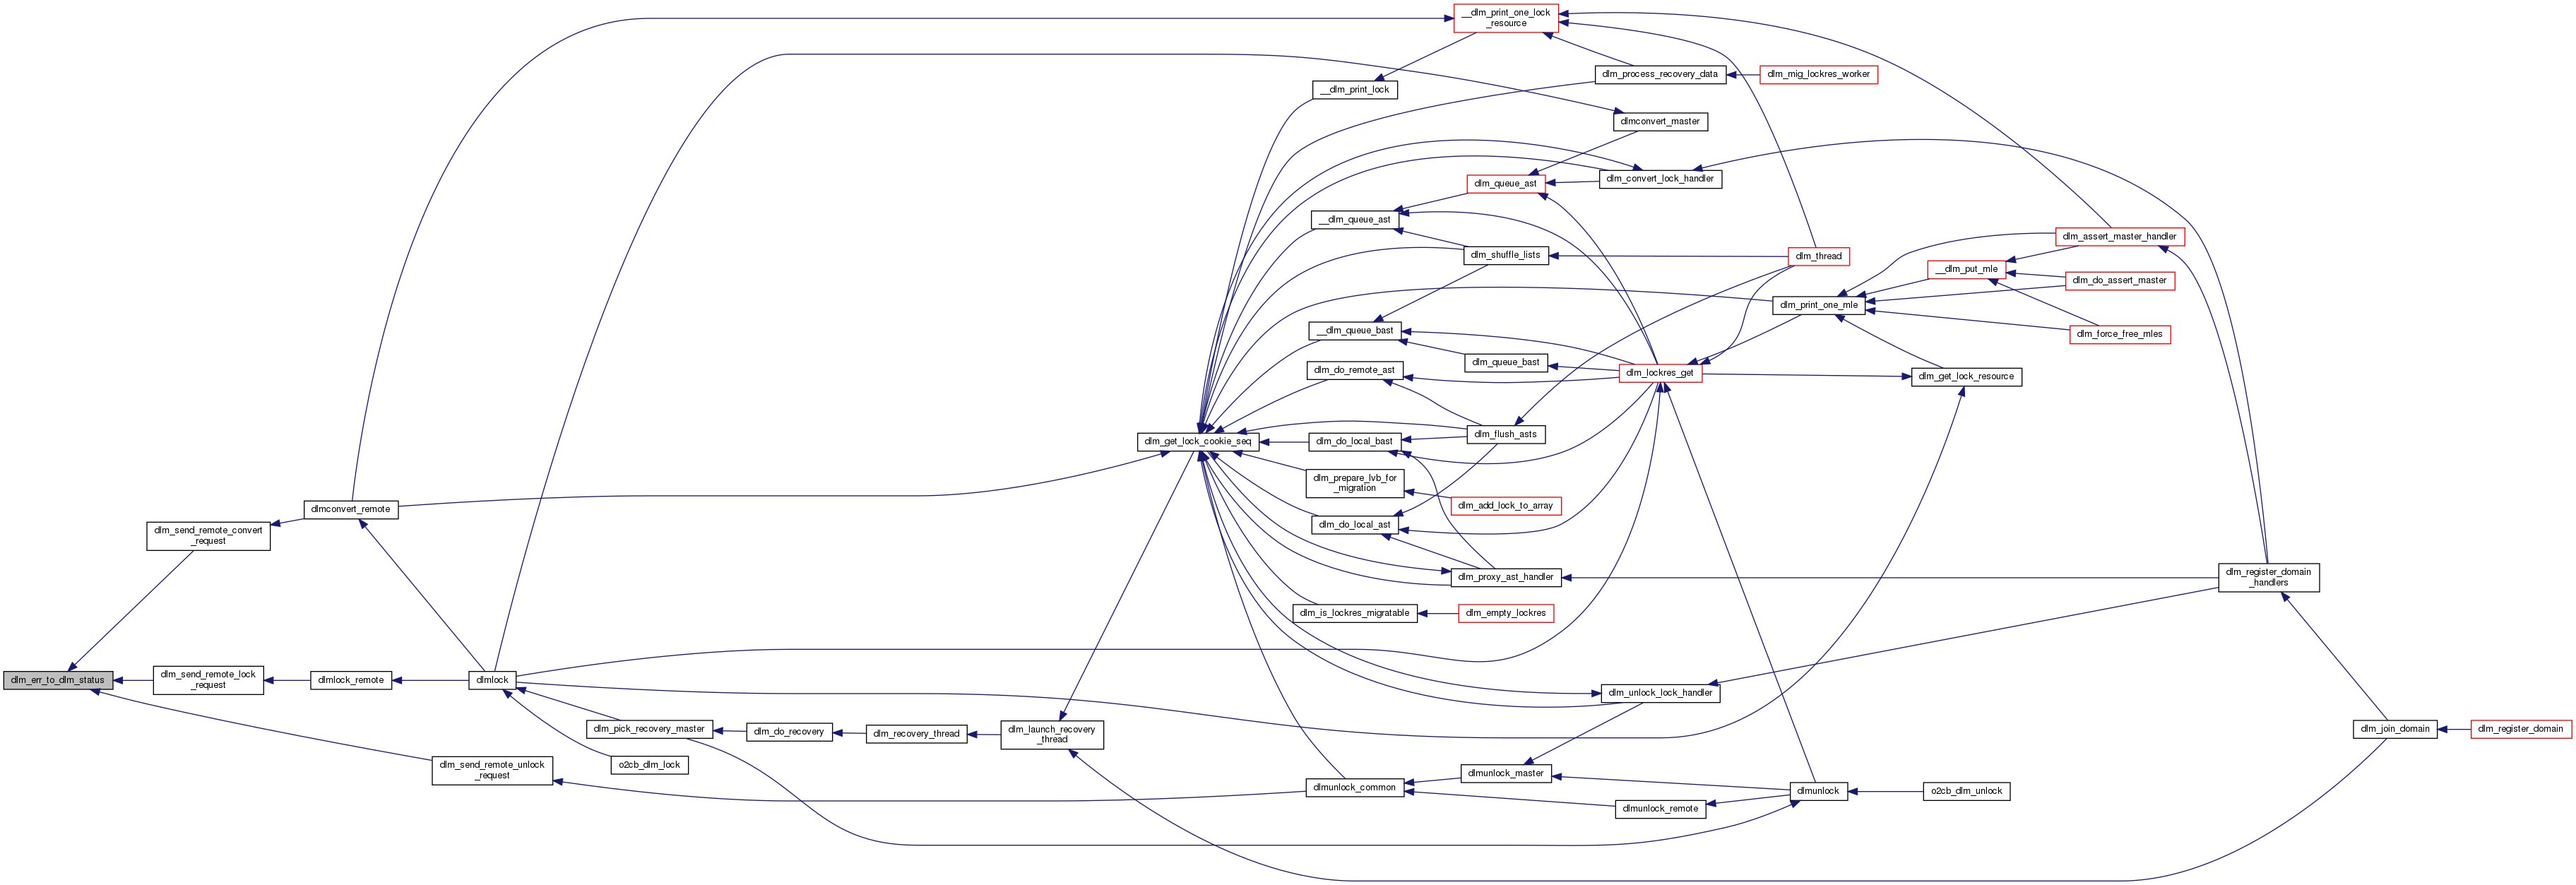 __dlm_print_one_lock
_resource
dlm_process_recovery_data
dlm_mig_lockres_worker
__dlm_print_lock
dlmconvert_master
dlm_convert_lock_handler
dlm_queue_ast
__dlm_queue_ast
dlm_assert_master_handler
dlm_shuffle_lists
dlm_thread
__dlm_put_mle
dlm_do_assert_master
dlm_print_one_mle
__dlm_queue_bast
dlm_force_free_mles
dlm_queue_bast
dlm_do_remote_ast
dlm_lockres_get
dlm_get_lock_resource
dlm_get_lock_cookie_seq
dlm_do_local_bast
dlm_flush_asts
dlm_prepare_lvb_for
_migration
dlm_add_lock_to_array
dlmconvert_remote
dlm_send_remote_convert
_request
dlm_do_local_ast
dlm_proxy_ast_handler
dlm_register_domain
_handlers
dlm_is_lockres_migratable
dlm_empty_lockres
dlm_err_to_dlm_status
dlm_send_remote_lock
_request
dlmlock_remote
dlmlock
dlm_unlock_lock_handler
dlm_pick_recovery_master
dlm_do_recovery
dlm_recovery_thread
dlm_launch_recovery
_thread
dlm_join_domain
dlm_register_domain
o2cb_dlm_lock
dlm_send_remote_unlock
_request
dlmunlock_common
dlmunlock_master
dlmunlock_remote
dlmunlock
o2cb_dlm_unlock